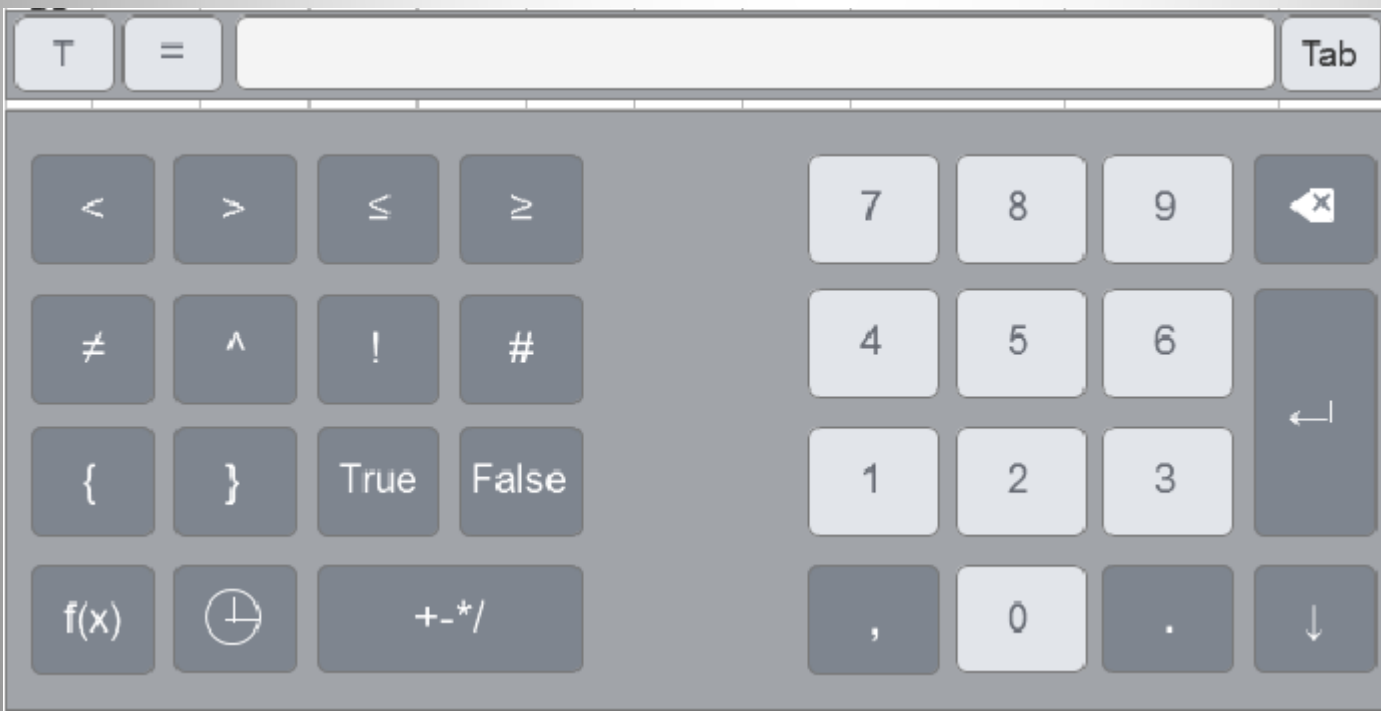 T = Tab
< > ≤ ≥ 7 8 9
≠ ^ ! # 4 5 6
{ } True False 1 2 3
f(x) +-*/ , 0 . ↓